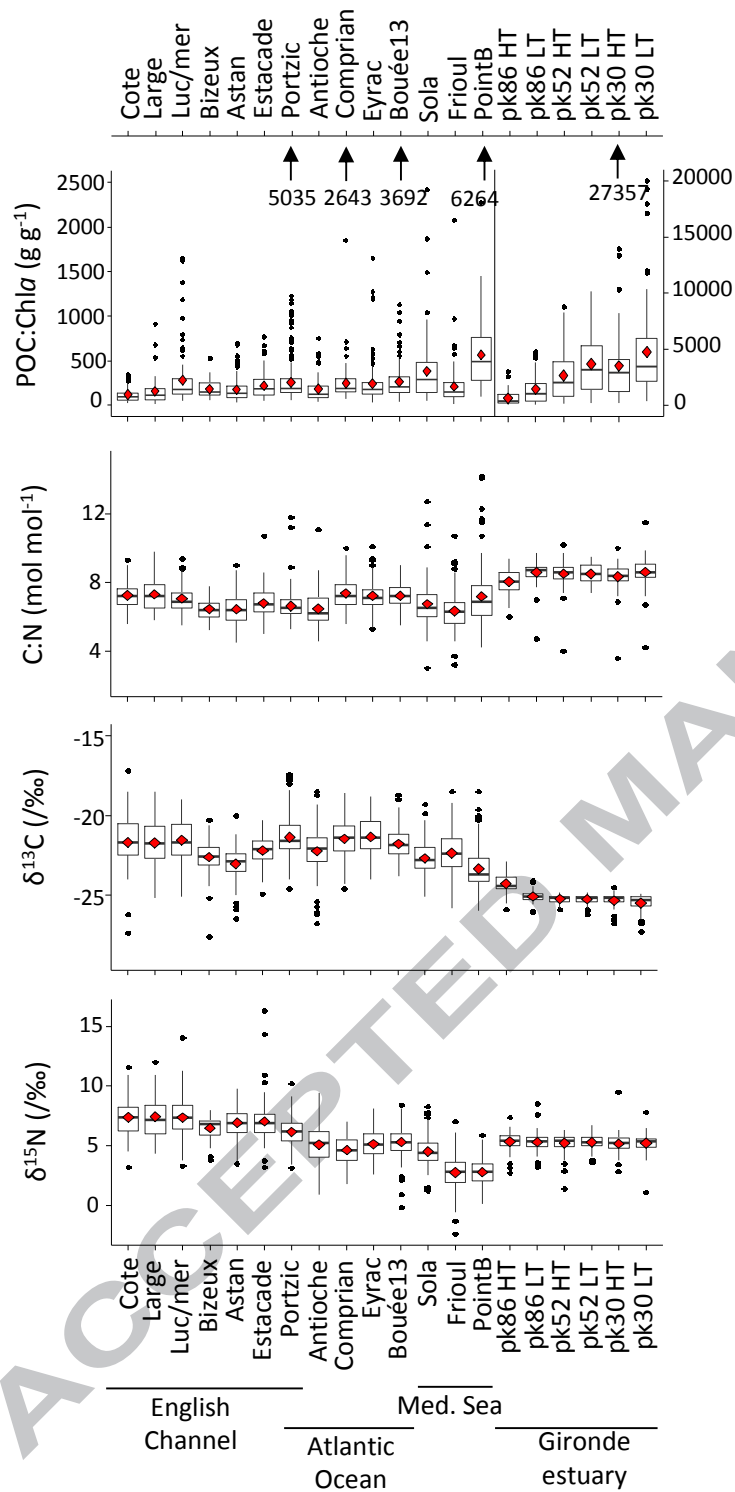 Cote
Large
Luc/mer
Bizeux
Astan
Estacade
Portzic
Antioche
Comprian
Eyrac
Bouée13
Sola
Frioul
PointB
pk86 HT
pk86 LT
pk52 HT
pk52 LT
pk30 HT
pk30 LT
5035
2643
3692
6264
27357
POC:Chla (g g-1)
2500
2000
1500
1000
500
0
20000
15000
10000
5000
0
C:N (mol mol-1)
12
8
4
δ13C (/‰)
-15
-20
-25
δ15N (/‰)
15
10
5
0
Cote
Large
Luc/mer
Bizeux
Astan
Estacade
Portzic
Antioche
Comprian
Eyrac
Bouée13
Sola
Frioul
PointB
pk86 HT
pk86 LT
pk52 HT
pk52 LT
pk30 HT
pk30 LT
English
Channel
Atlantic
Ocean
Med. Sea
Gironde
estuary
ACCEPTED MA